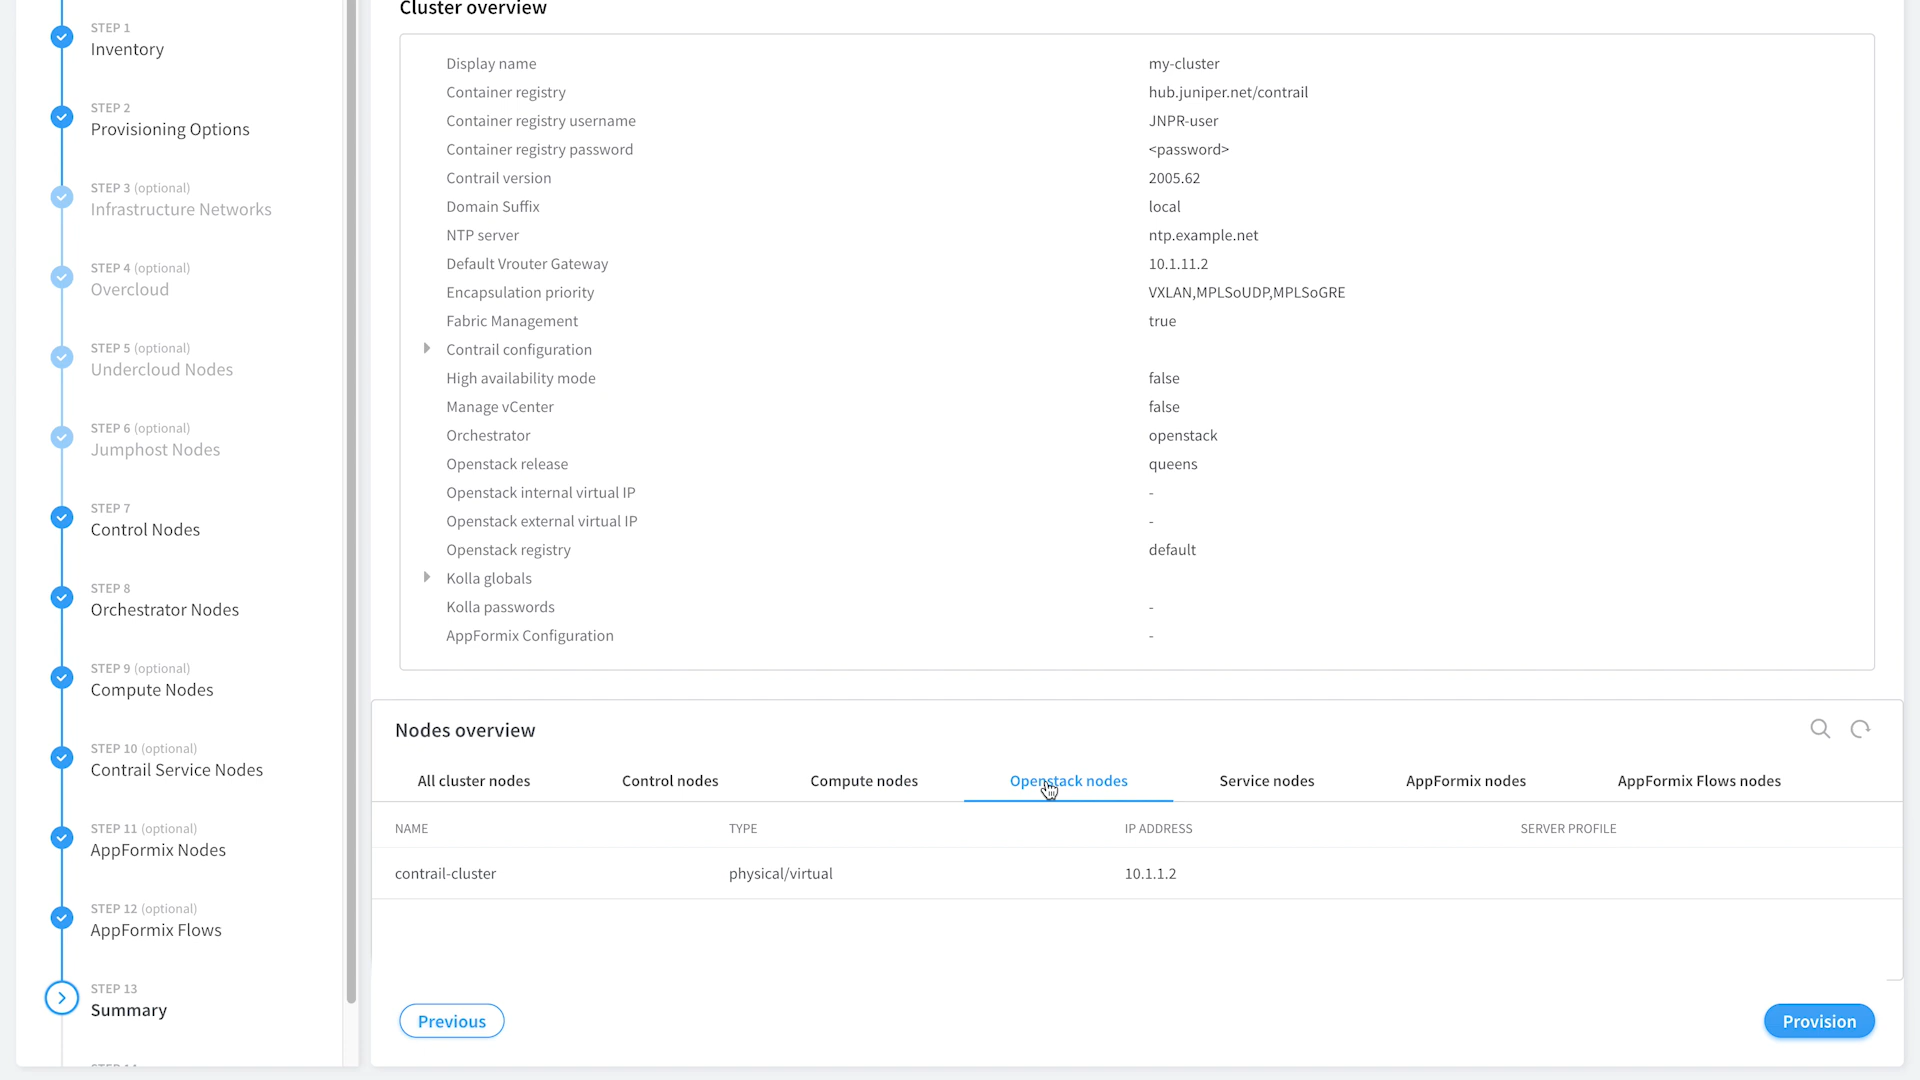 STEP 1
Inventory
STEP 2
Provisioning Options
STEP 3 (optional)
Infrastructure Networks
STEP 4 (optional)
Overcloud
STEP 5 (optional)
Undercloud Nodes
STEP 6 (optional)
Jumphost Nodes
STEP 7
Control Nodes
STEP 8
Orchestrator Nodes
STEP 9 (optional)
Compute Nodes
STEP 10 (optional)
Contrail Service Nodes
STEP 11 (optional)
AppFormix Nodes
STEP 12 (optional)
AppFormix Flows
STEP 13
Summary
Cluster overview
Display name my-cluster
Container registry hub.juniper.net/contrail
Container registry username JNPR-user
Container registry password <password>
Contrail version 2005.62
Domain Suffix local
NTP server ntp.example.net
Default Vrouter Gateway 10.1.11.2
Encapsulation priority VXLAN,MPLSoUDP,MPLSoGRE
Fabric Management true
Contrail configuration
High availability mode false
Manage vCenter false
Orchestrator openstack
Openstack release queens
Openstack internal virtual IP -
Openstack external virtual IP -
Openstack registry default
Kolla globals
Kolla passwords -
AppFormix Configuration -
Nodes overview
All cluster nodes Control nodes Compute nodes Openstack nodes Service nodes AppFormix nodes AppFormix Flows nodes
NAME TYPE IP ADDRESS SERVER PROFILE
contrail-cluster physical/virtual 10.1.1.2
Previous Provision